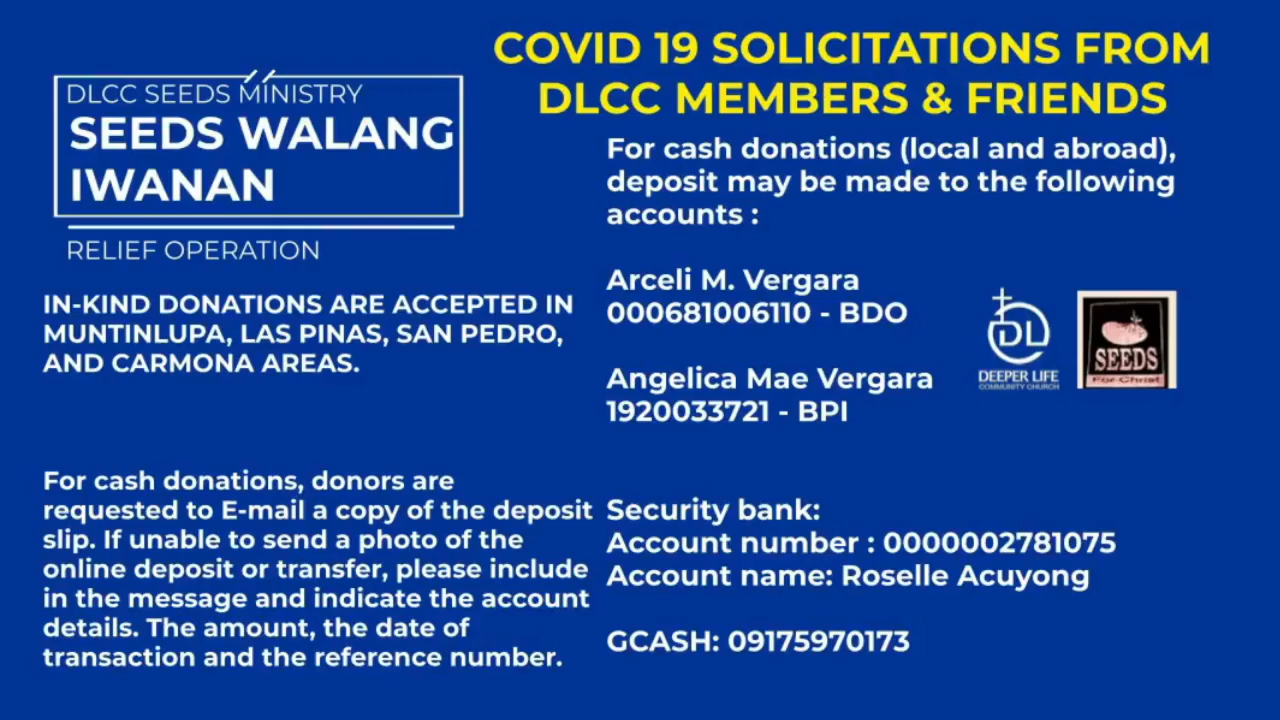 COVID 19 SOLICITATIONS FROM
DLCC MEMBERS & FRIENDS
DLCC SEEDS MINISTRY
SEEDS WALANG
IWANAN
RELIEF OPERATION
IN-KIND DONATIONS ARE ACCEPTED IN
MUNTINLUPA, LAS PINAS, SAN PEDRO,
AND CARMONA AREAS.
For cash donations, donors are
requested to E-mail a copy of the deposit
slip. If unable to send a photo of the
online deposit or transfer, please include
in the message and indicate the account
details. The amount, the date of
transaction and the reference number.
For cash donations (local and abroad),
deposit may be made to the following
accounts :
Arceli M. Vergara
000681006110 - BDO
Angelica Mae Vergara
1920033721 - BPI
Security bank:
Account number : 0000002781075
Account name: Roselle Acuyong
GCASH: 09175970173
DL
DEEPER LIFE
COMMUNITY CHURCH
SEEDS
For Christ